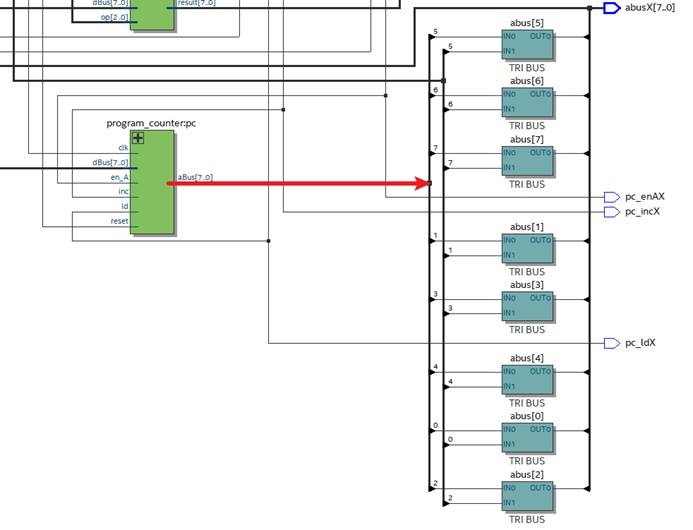 dBus[7..0] result[7..0]
op[2..0]
abusX[7..0]
abus[5]
5 IN0 OUT0
5 IN1
TRI BUS
abus[6]
6 IN0 OUT0
6 IN1
TRI BUS
program_counter:pc
clk
dBus[7..0]
en_A
inc
ld
reset
aBus[7..0]
abus[7]
7 IN0 OUT0
7 IN1
TRI BUS
pc_enAX
pc_incX
abus[1]
1 IN0 OUT0
1 IN1
TRI BUS
abus[3]
3 IN0 OUT0
3 IN1
TRI BUS
pc_ldX
abus[4]
4 IN0 OUT0
4 IN1
TRI BUS
abus[0]
0 IN0 OUT0
0 IN1
TRI BUS
abus[2]
2 IN0 OUT0
2 IN1
TRI BUS